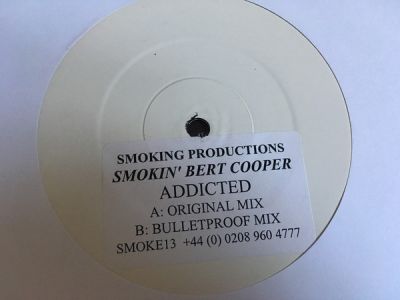 SMOKING PRODUCTIONS
SMOKIN' BERT COOPER
ADDICTED
A: ORIGINAL MIX
B: BULLETPROOF MIX
SMOKE13 +44 (0) 0208 960 4777